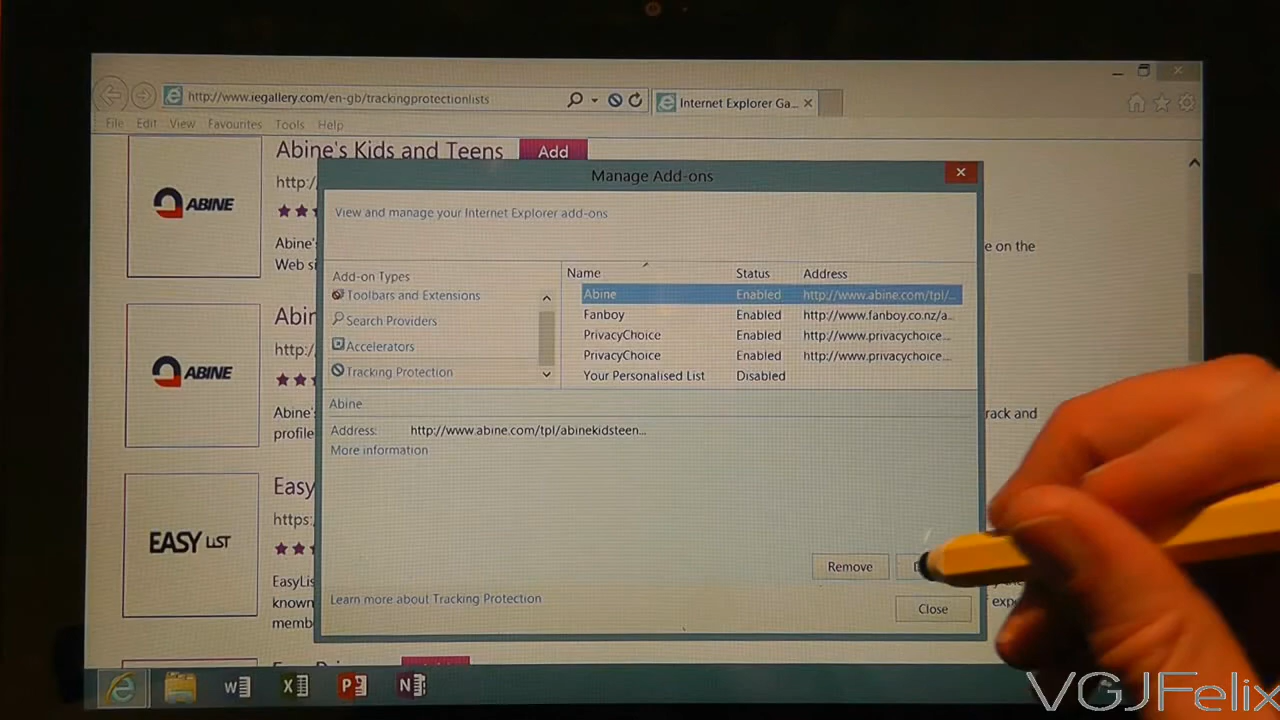 http://www.iegallery.com/en-gb/trackingprotectionlists
Internet Explorer Ga...
File Edit View Favourites Tools Help
Abine's Kids and Teens
Add
ABINE
http:/
Abine's
e on the
Web si
Manage Add-ons
View and manage your Internet Explorer add-ons
Add-on Types
Toolbars and Extensions
Search Providers
Accelerators
Tracking Protection
Name Status Address
Abine Enabled http://www.abine.com/tpl/...
Fanboy Enabled http://www.fanboy.co.nz/a...
PrivacyChoice Enabled http://www.privacychoice...
PrivacyChoice Enabled http://www.privacychoice...
Your Personalised List Disabled
Abine
Address: http://www.abine.com/tpl/abinekidsteen...
More information
Remove
Learn more about Tracking Protection
Close
Abin
ABINE
http:/
Abine's
rack and
profile
Easy
EASY LIST
https:
EasyLis
known
memb
VGJFelix